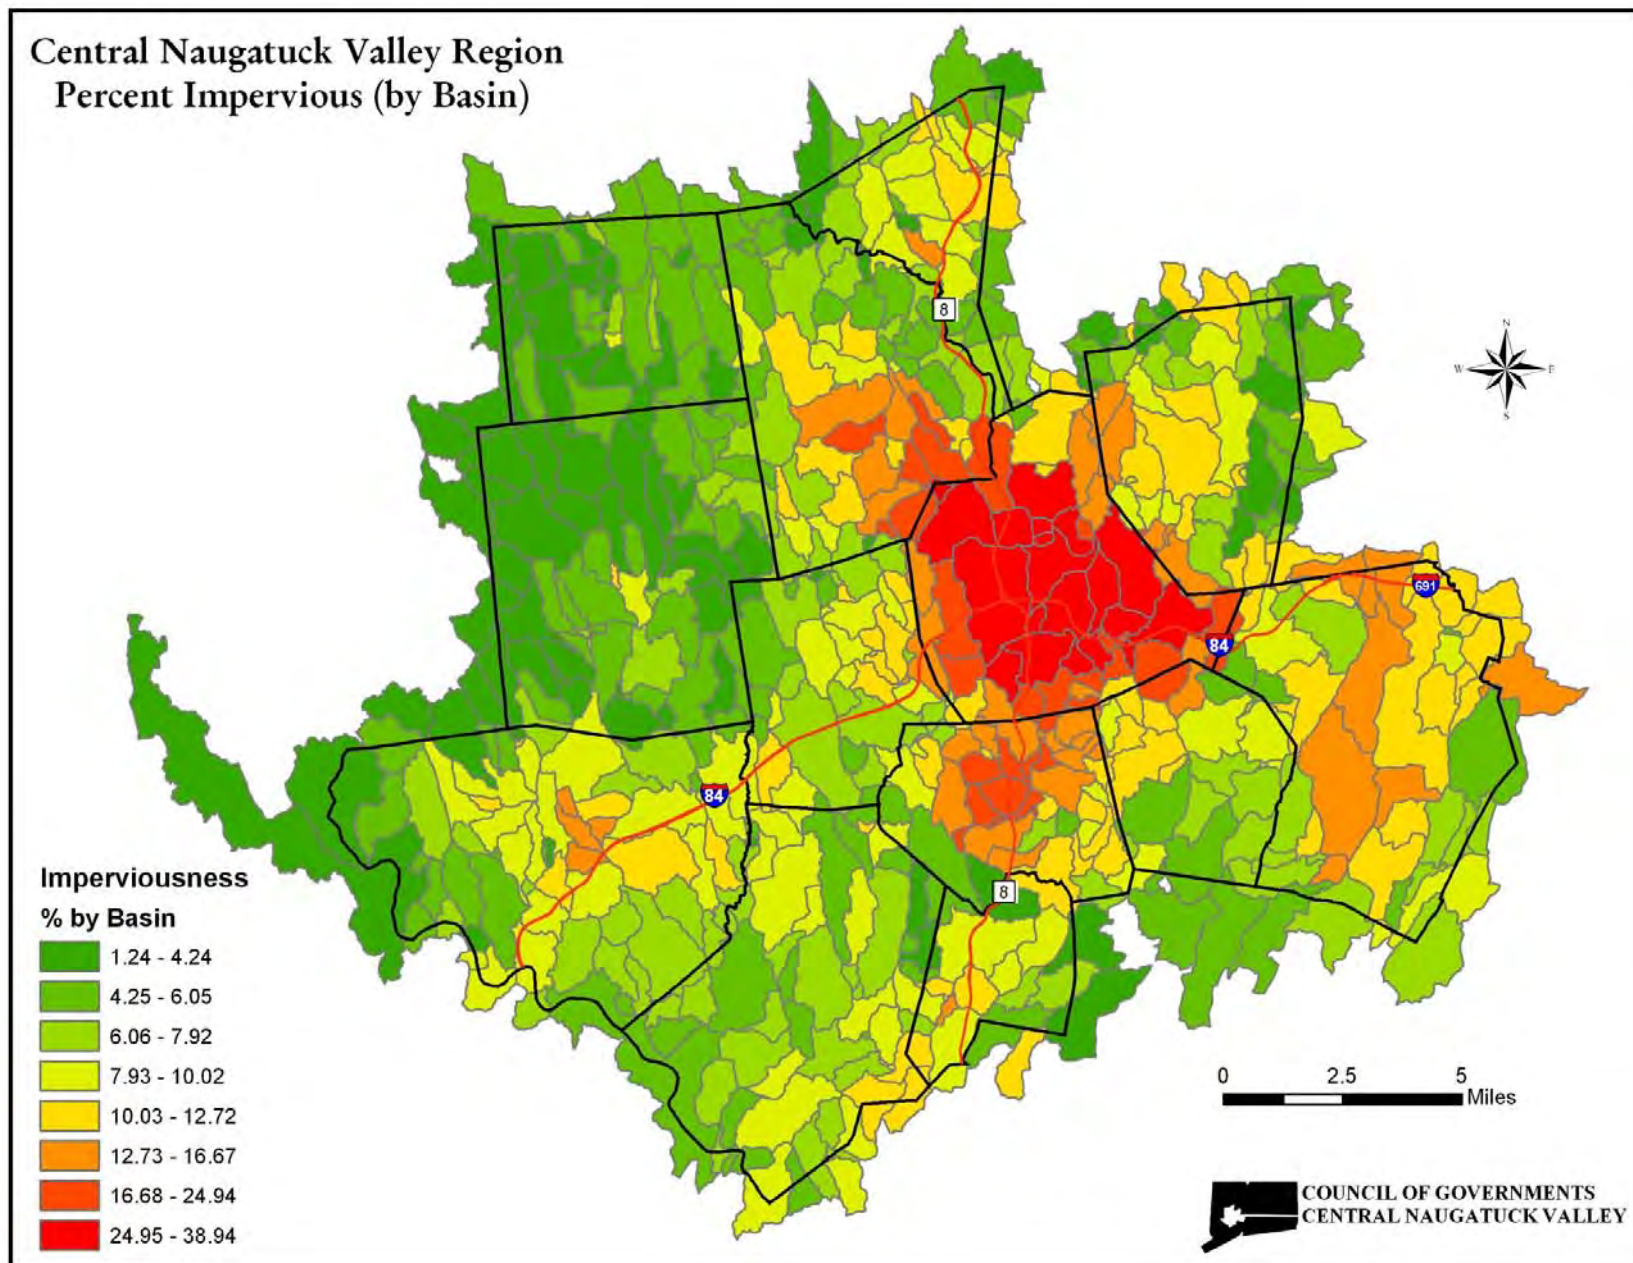 Central Naugatuck Valley Region
Percent Impervious (by Basin)
8
N
W E
S
691
84
84
8
Imperviousness
% by Basin
1.24 - 4.24
4.25 - 6.05
6.06 - 7.92
7.93 - 10.02
10.03 - 12.72
12.73 - 16.67
16.68 - 24.94
24.95 - 38.94
0 2.5 5
Miles
COUNCIL OF GOVERNMENTS
CENTRAL NAUGATUCK VALLEY